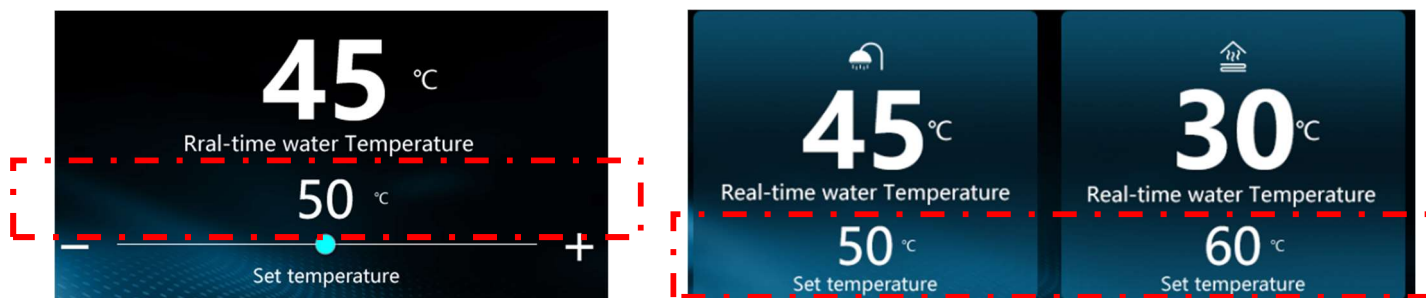 45 °C
Rral-time water Temperature
50 °C
− +
Set temperature
45°C
Real-time water Temperature
50 °C
Set temperature
30°C
Real-time water Temperature
60 °C
Set temperature